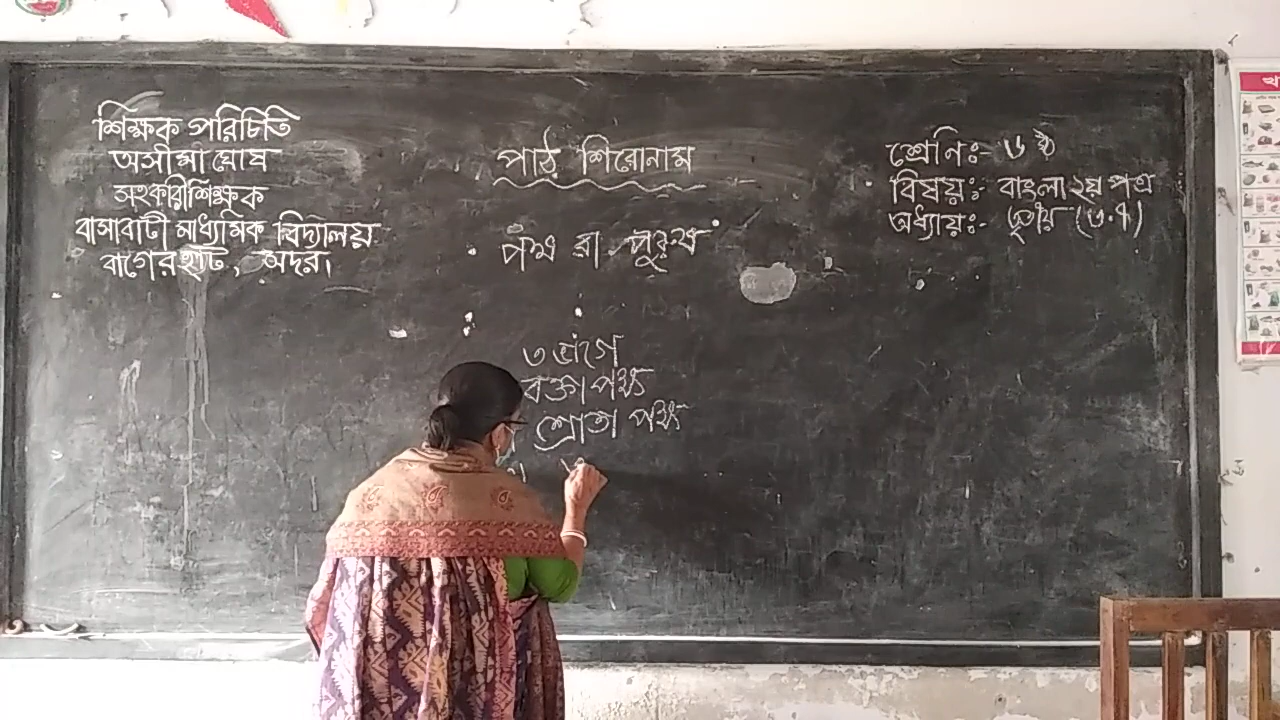 শিক্ষক পরিচিতি
অসীমা ঘোষ
সহকারী শিক্ষক
বাসাবাটী মাধ্যমিক বিদ্যালয়
বাগেরহাট, সদর।
পাঠ শিরোনাম
পক্ষ বা পুরুষ
৩ ভাগে
বক্তা পক্ষ
শ্রোতা পক্ষ
শ্রেনিঃ- ৬ষ্ঠ
বিষয়ঃ- বাংলা ২য় পত্র
অধ্যায়ঃ- তৃতীয় (৩.৭)